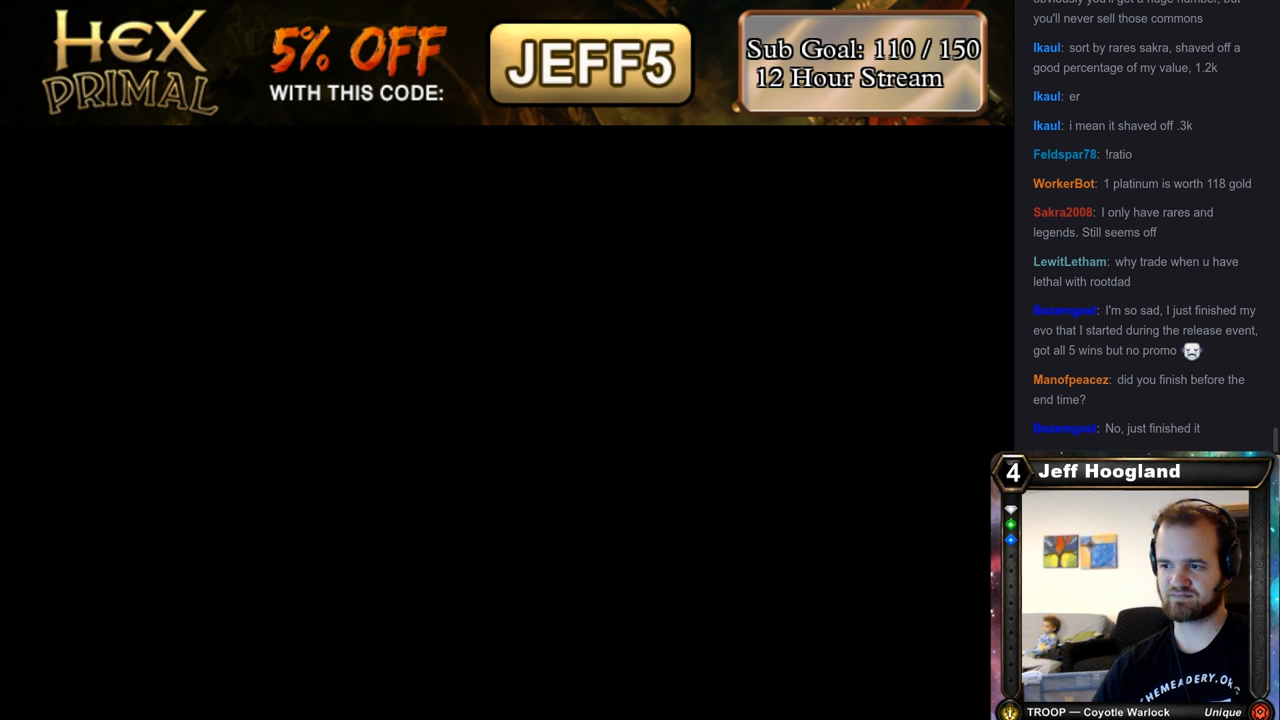 HEX
PRIMAL
5% OFF
WITH THIS CODE:
JEFF5
Sub Goal: 110 / 150
12 Hour Stream
you'll never sell those commons
Ikaul: sort by rares sakra, shaved off a
good percentage of my value, 1.2k
Ikaul: er
Ikaul: i mean it shaved off .3k
Feldspar78: !ratio
WorkerBot: 1 platinum is worth 118 gold
Sakra2008: I only have rares and
legends. Still seems off
LewitLetham: why trade when u have
lethal with rootdad
: I'm so sad, I just finished my
evo that I started during the release event,
got all 5 wins but no promo
Manofpeacez: did you finish before the
end time?
: No, just finished it
4
Jeff Hoogland
TROOP — Coyotle Warlock
Unique